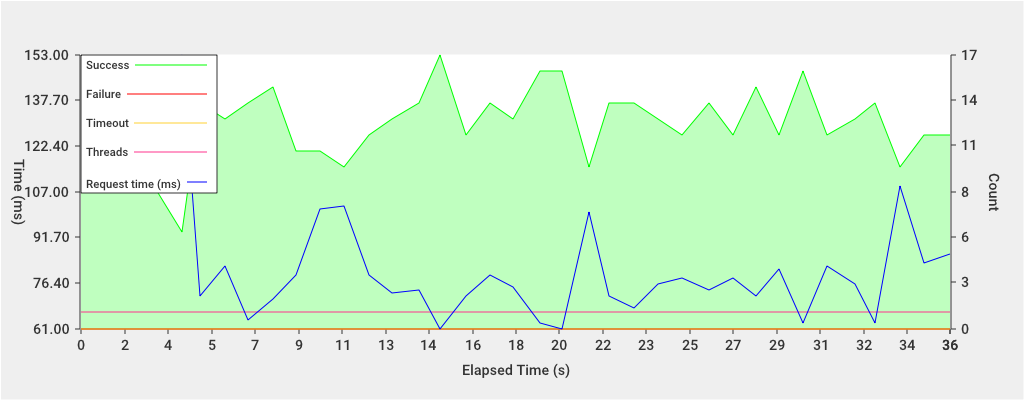 153.00
137.70
122.40
107.00
91.70
76.40
61.00
Time (ms)
Success
Failure
Timeout
Threads
Request time (ms)
17
14
11
8
6
3
0
Count
0 2 4 5 7 9 11 13 14 16 18 20 22 23 25 27 29 31 32 34 36
Elapsed Time (s)